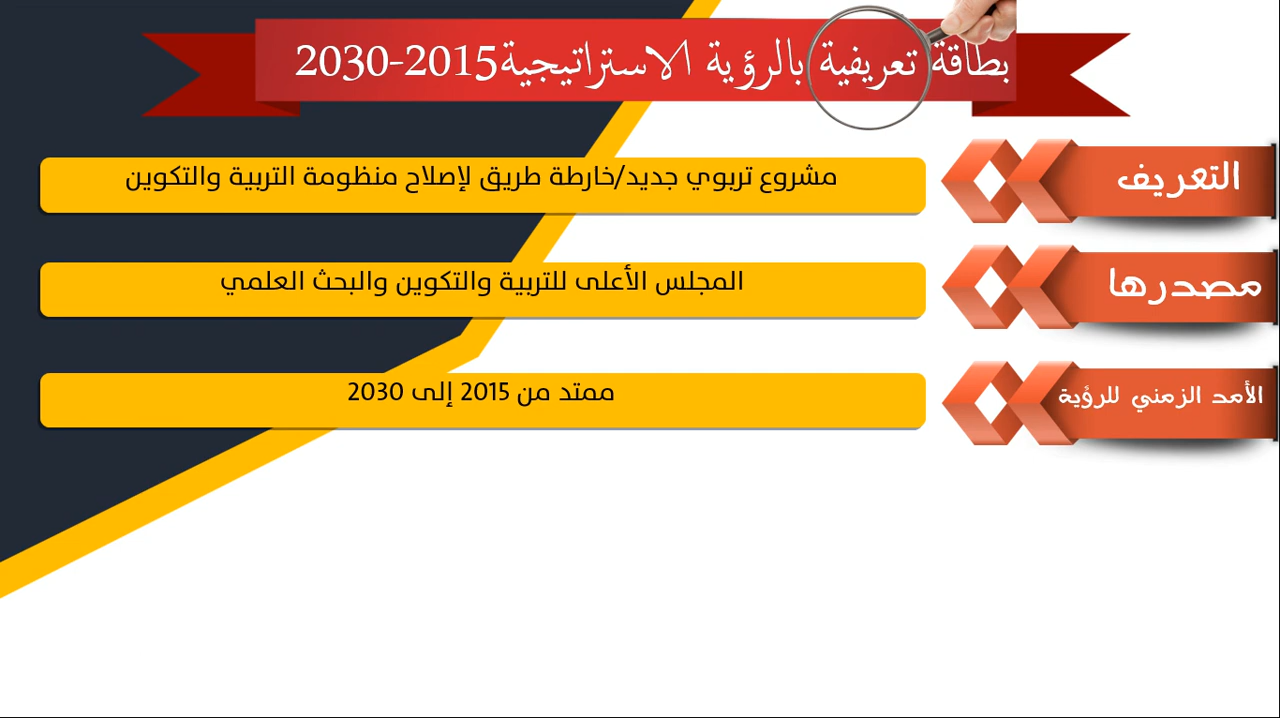 بطاقة تعريفية بالرؤية الاستراتيجية2015-2030
التعريف
مشروع تربوي جديد/خارطة طريق لإصلاح منظومة التربية والتكوين
مصدرها
المجلس الأعلى للتربية والتكوين والبحث العلمي
الأمد الزمني للرؤية
ممتد من 2015 إلى 2030